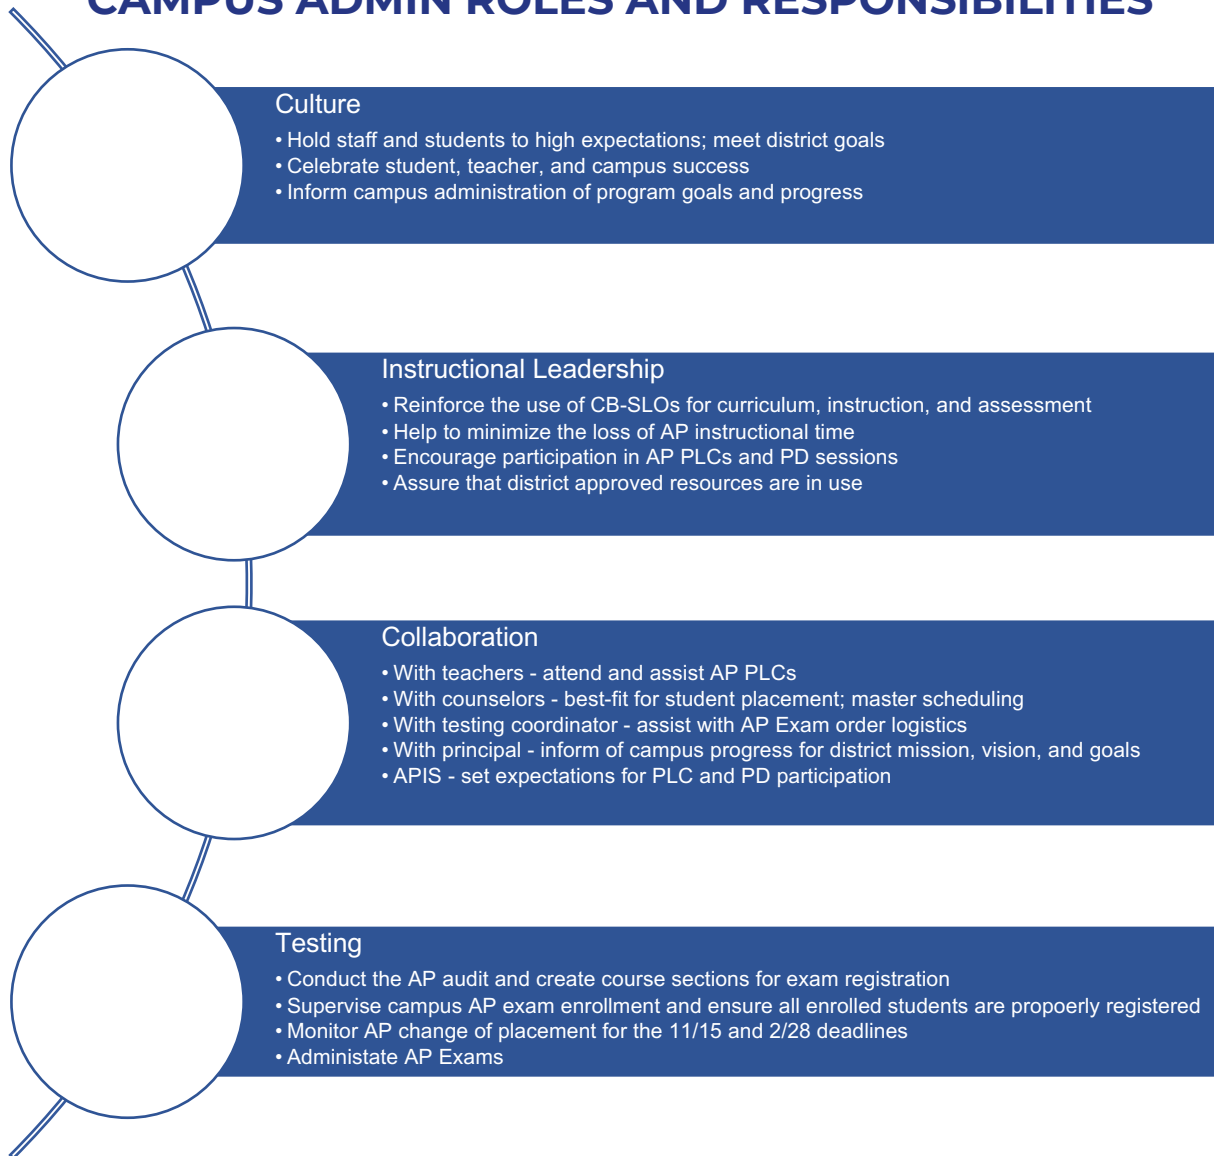 CAMPUS ADMIN ROLES AND RESPONSIBILITIES
Culture
• Hold staff and students to high expectations; meet district goals
• Celebrate student, teacher, and campus success
• Inform campus administration of program goals and progress
Instructional Leadership
• Reinforce the use of CB-SLOs for curriculum, instruction, and assessment
• Help to minimize the loss of AP instructional time
• Encourage participation in AP PLCs and PD sessions
• Assure that district approved resources are in use
Collaboration
• With teachers - attend and assist AP PLCs
• With counselors - best-fit for student placement; master scheduling
• With testing coordinator - assist with AP Exam order logistics
• With principal - inform of campus progress for district mission, vision, and goals
• APIS - set expectations for PLC and PD participation
Testing
• Conduct the AP audit and create course sections for exam registration
• Supervise campus AP exam enrollment and ensure all enrolled students are propoerly registered
• Monitor AP change of placement for the 11/15 and 2/28 deadlines
• Administate AP Exams